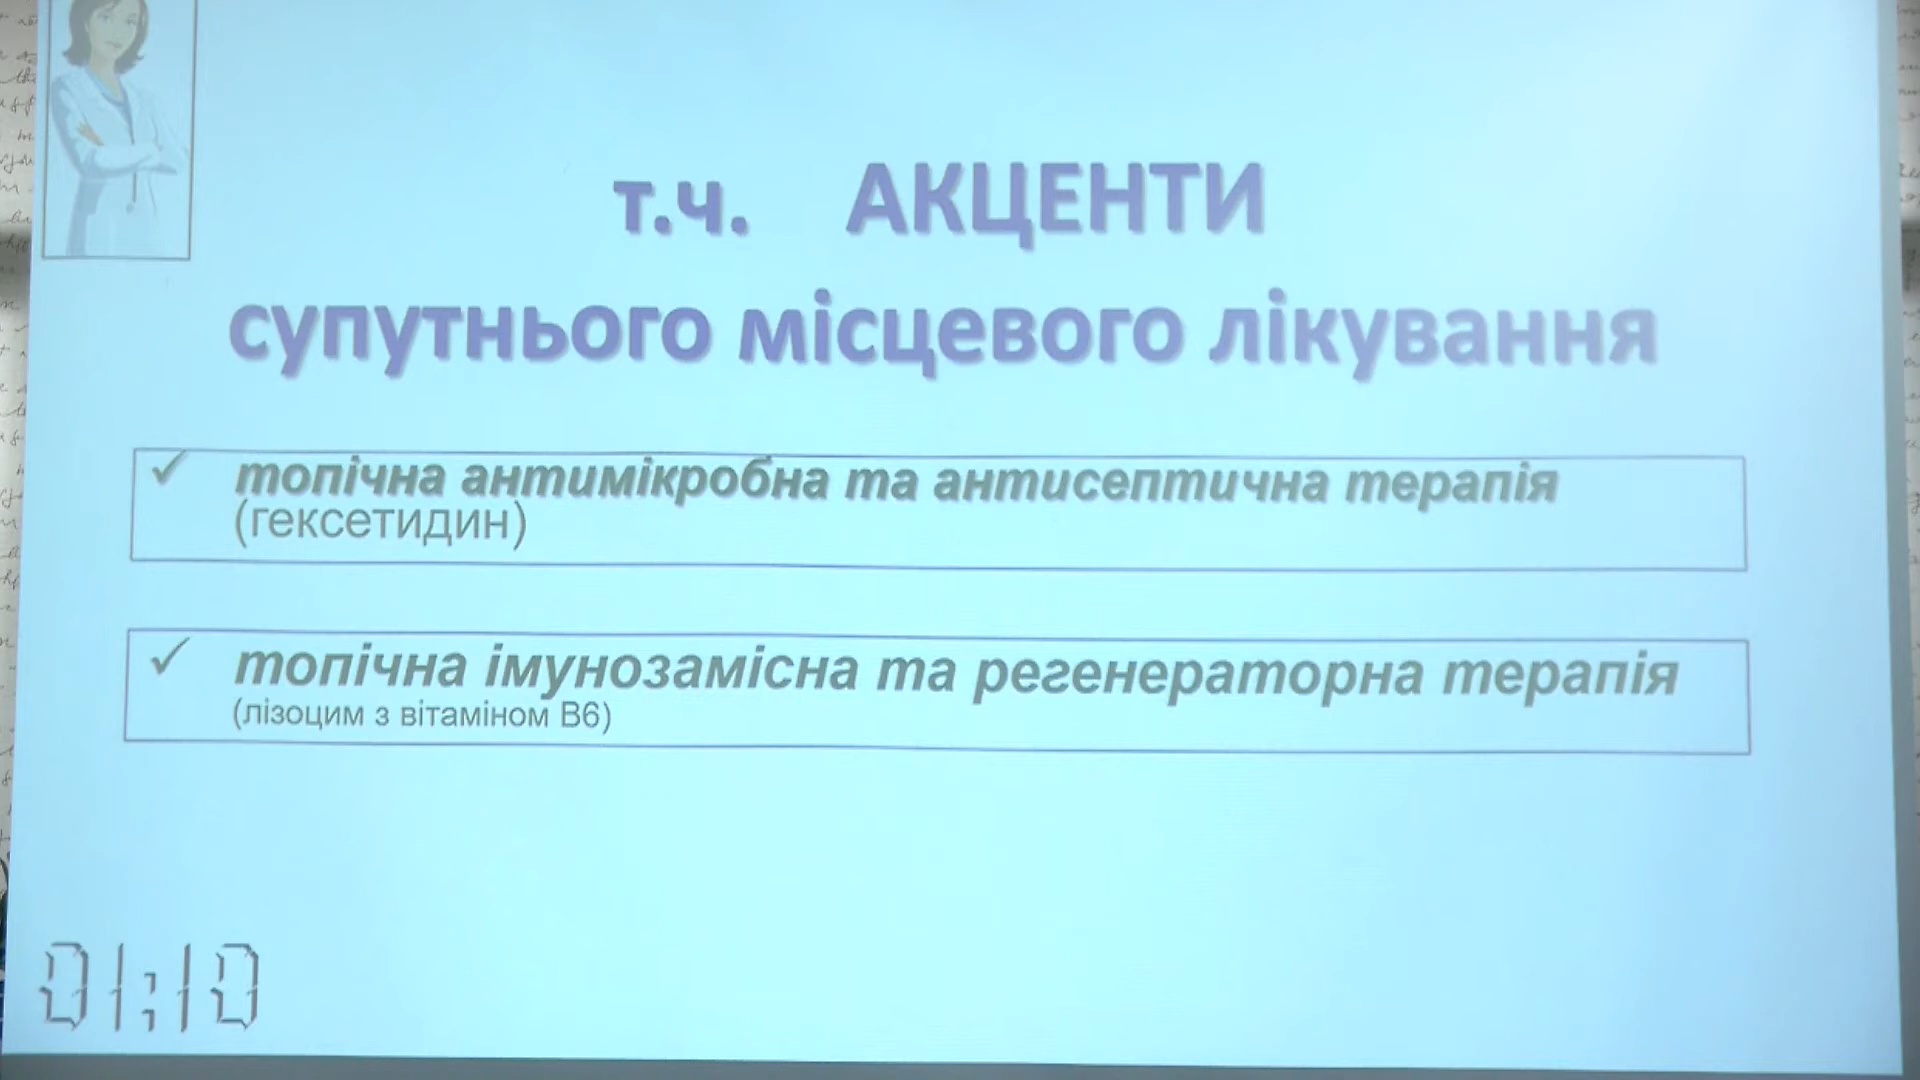 т.ч. АКЦЕНТИ
супутнього місцевого лікування
✓ топічна антимікробна та антисептична терапія
(гексетидин)
✓ топічна імунозамісна та регенераторна терапія
(лізоцим з вітаміном В6)
01:10